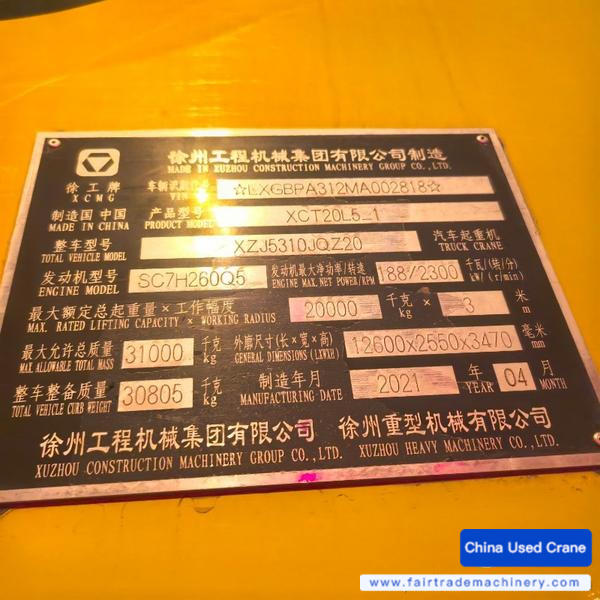 徐州工程机械集团有限公司制造
MADE IN XUZHOU CONSTRUCTION MACHINERY GROUP CO.,LTD.
徐工牌
XCMG
车辆识别代号
VIN
☆LXGBPA312MA002818☆
制造国 中国
MADE IN CHINA
产品型号
PRODUCT MODEL
XCT20L5_1
整车型号
TOTAL VEHICLE MODEL
XZJ5310JQZ20
汽车起重机
TRUCK CRANE
发动机型号
ENGINE MODEL
SC7H260Q5
发动机最大净功率/转速
ENGINE MAX.NET POWER/RPM
188/2300
千瓦/(转/分)
kW/(r/min)
最大额定总起重量×工作幅度
MAX. RATED LIFTING CAPACITY × WORKING RADIUS
20000
千克
kg
×
3
米
m
最大允许总质量
MAX ALLOWABLE TOTAL MASS
31000
千克
kg
外廓尺寸(长×宽×高)
GENERAL DIMENSIONS (LXWXH)
12600x2550x3470
毫米
mm
整车整备质量
TOTAL VEHICLE CURB WEIGHT
30805
千克
kg
制造年月
MANUFACTURING DATE
2021
年
YEAR
04
月
MONTH
徐州工程机械集团有限公司 徐州重型机械有限公司
XUZHOU CONSTRUCTION MACHINERY GROUP CO.,LTD. XUZHOU HEAVY MACHINERY CO.,LTD.
China Used Crane
www.fairtrademachinery.com